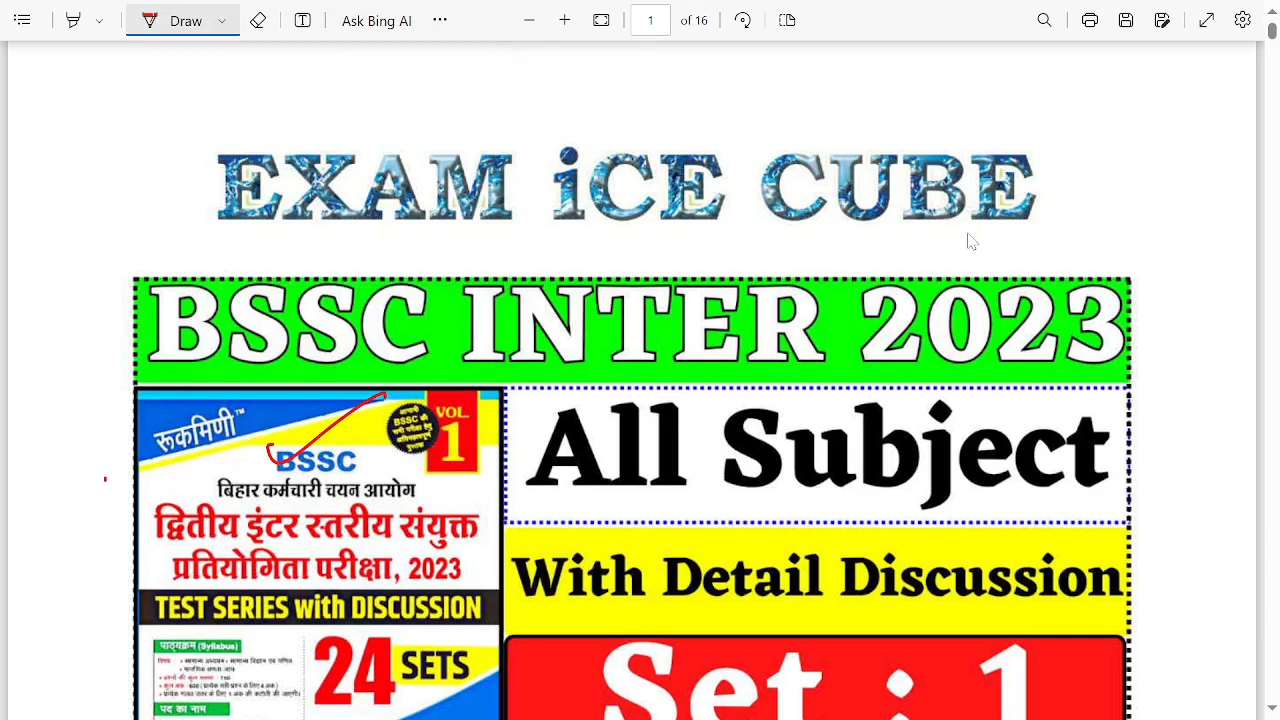 Draw
Ask Bing AI
1 of 16
EXAM iCE CUBE
BSSC INTER 2023
रूकमिणी™
VOL.
1
BSSC
बिहार कर्मचारी चयन आयोग
द्वितीय इंटर स्तरीय संयुक्त
प्रतियोगिता परीक्षा, 2023
TEST SERIES with DISCUSSION
पाठ्यक्रम (Syllabus)
24 SETS
पद का नाम
All Subject
With Detail Discussion
Set : 1